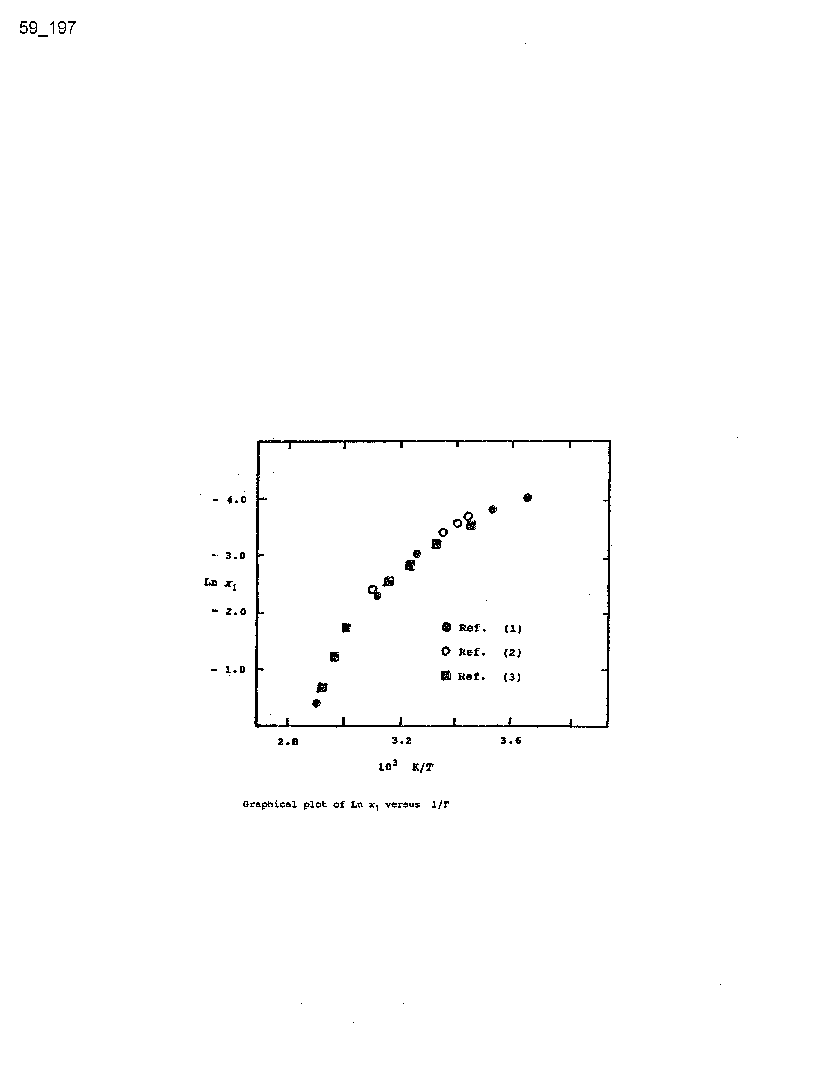 59_197
- 4.0
- 3.0
Ln x₁
- 2.0
- 1.0
Ref. (1)
Ref. (2)
Ref. (3)
2.8 3.2 3.6
10³ K/T
Graphical plot of Ln x₁ versus 1/T